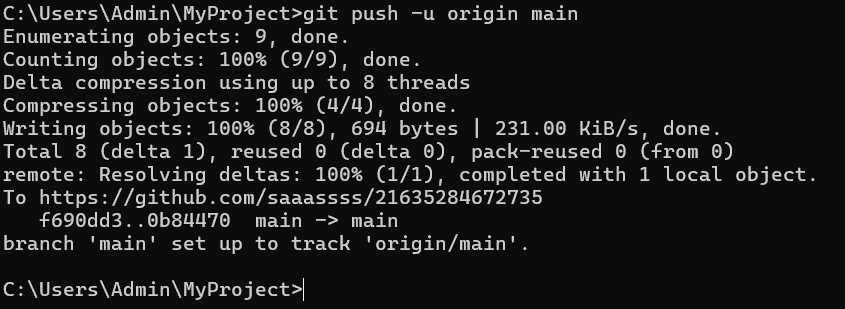 C:\Users\Admin\MyProject>git push -u origin main
Enumerating objects: 9, done.
Counting objects: 100% (9/9), done.
Delta compression using up to 8 threads
Compressing objects: 100% (4/4), done.
Writing objects: 100% (8/8), 694 bytes | 231.00 KiB/s, done.
Total 8 (delta 1), reused 0 (delta 0), pack-reused 0 (from 0)
remote: Resolving deltas: 100% (1/1), completed with 1 local object.
To https://github.com/saaassss/21635284672735
   f690dd3..0b84470  main -> main
branch 'main' set up to track 'origin/main'.
C:\Users\Admin\MyProject>